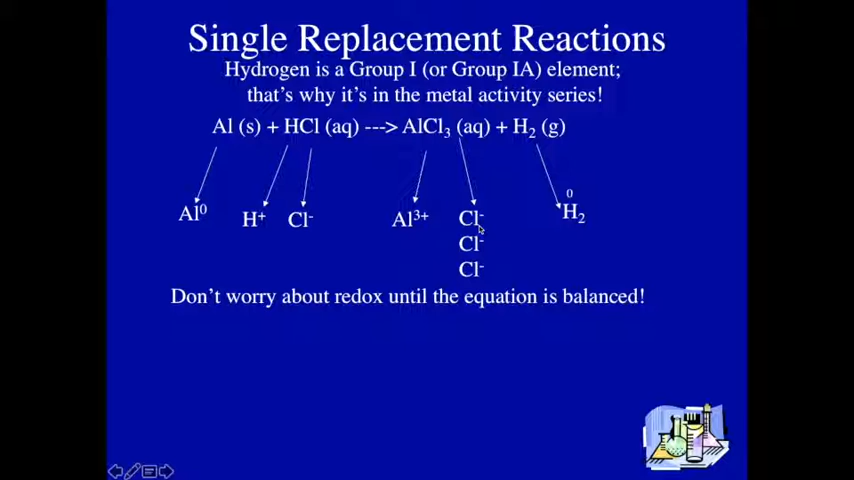 Single Replacement Reactions
Hydrogen is a Group I (or Group IA) element;
that's why it's in the metal activity series!
Al (s) + HCl (aq) ---> AlCl₃ (aq) + H₂ (g)
Al⁰ H⁺ Cl⁻ Al³⁺ Cl⁻ 0 H₂
Cl⁻
Cl⁻
Don't worry about redox until the equation is balanced!